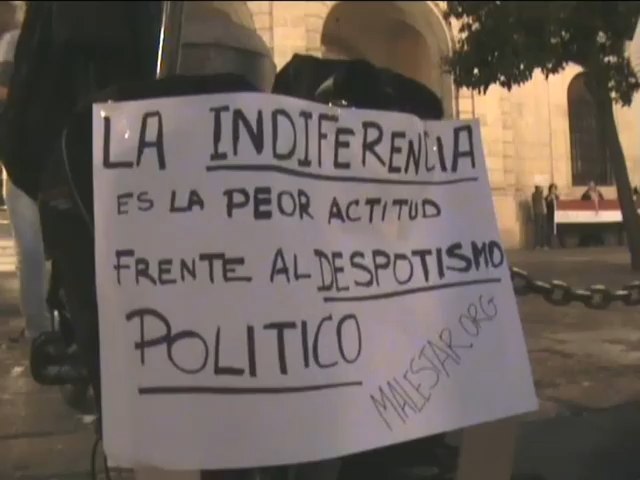 LA INDIFERENCIA
ES LA PEOR ACTITUD
FRENTE AL DESPOTISMO
POLITICO
MALESTAR.ORG